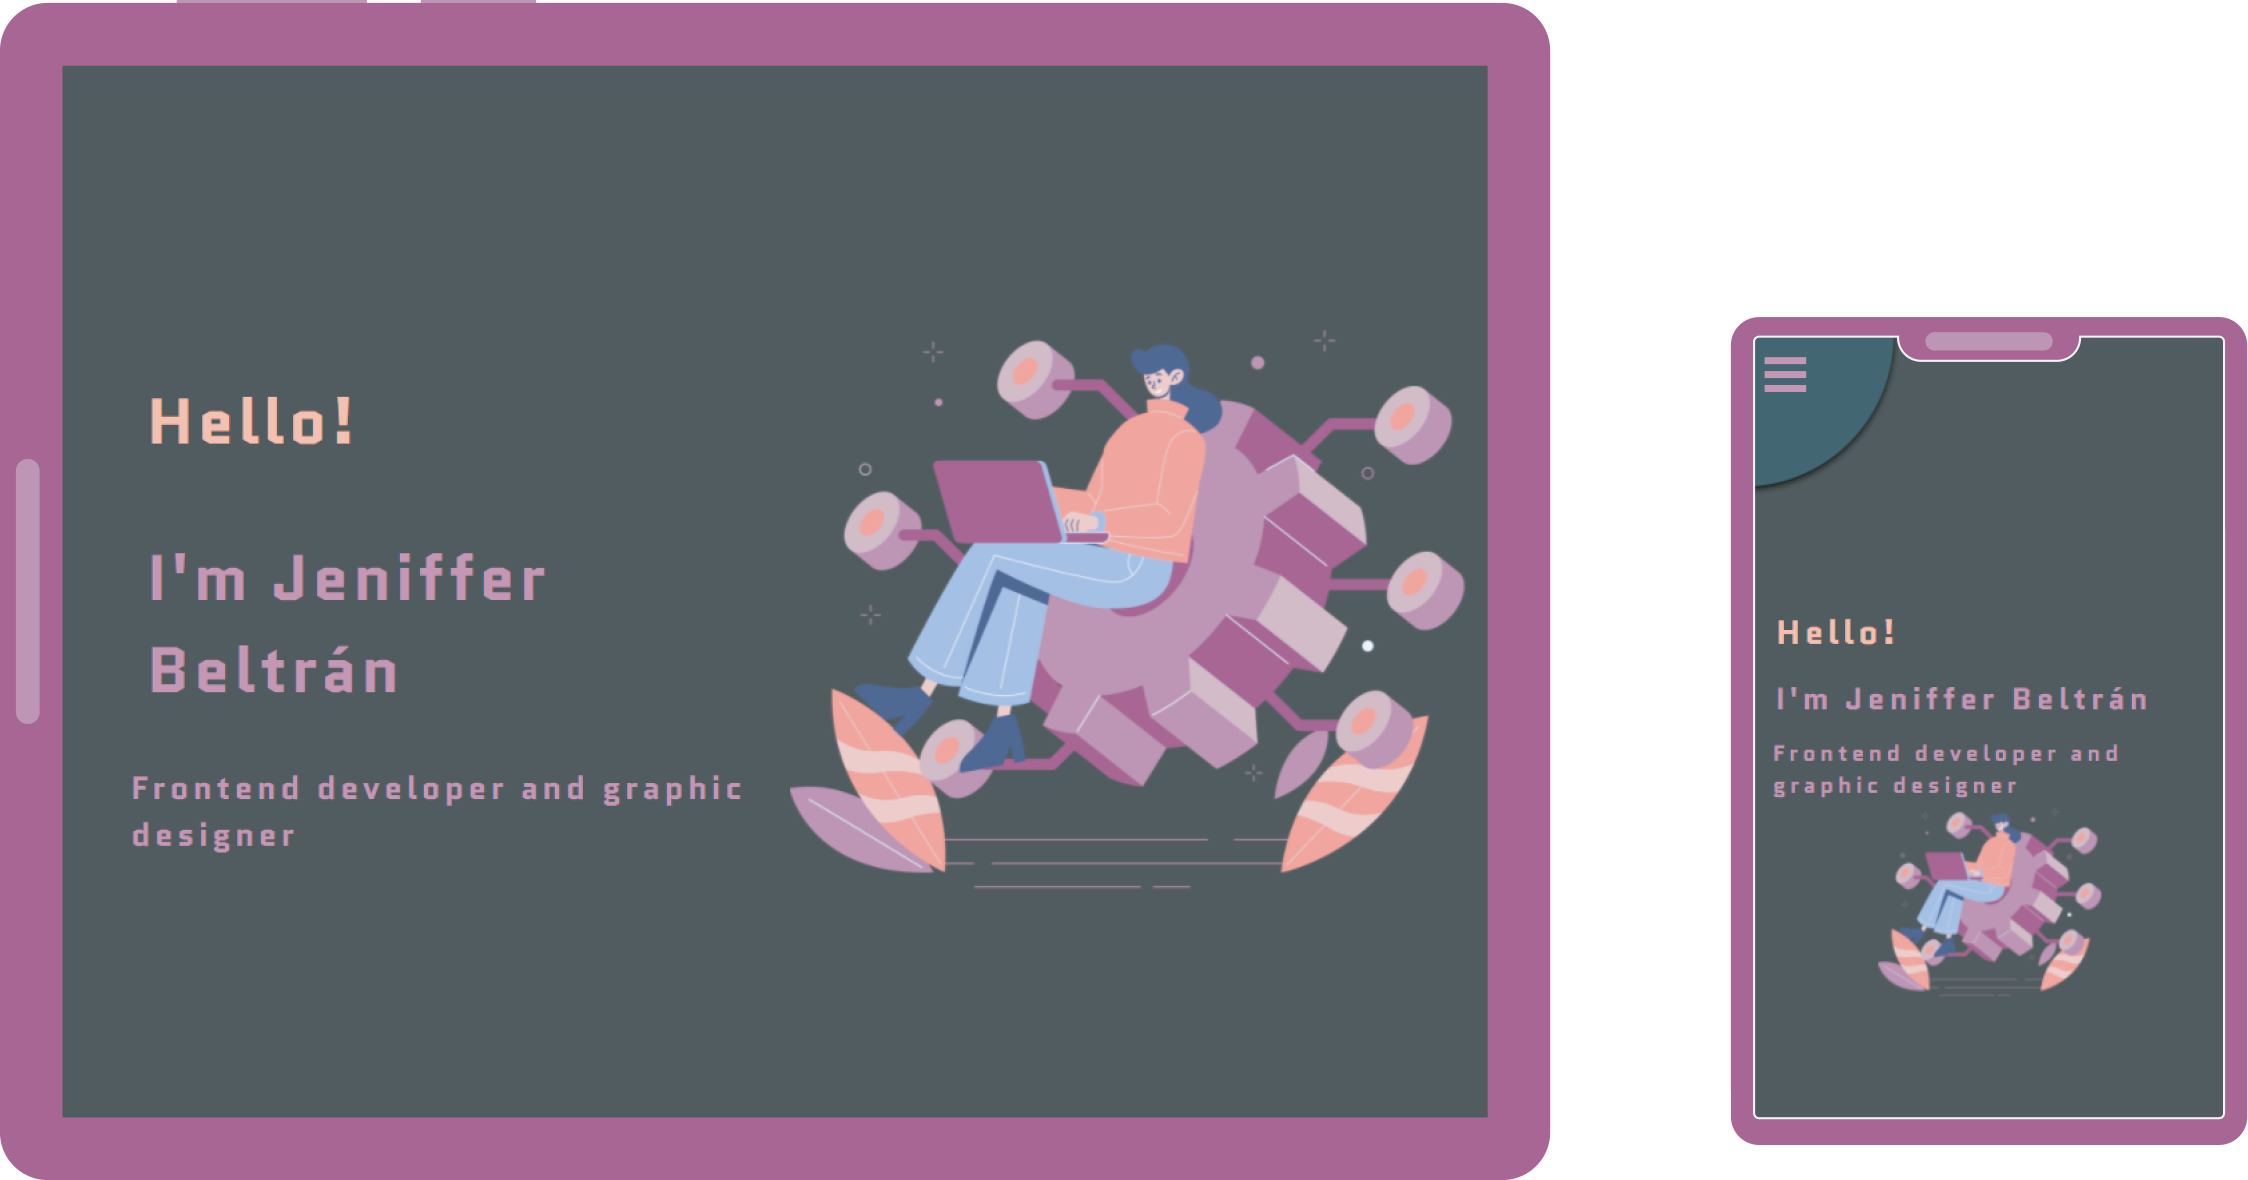 Hello!
I'm Jeniffer
Beltrán
Frontend developer and graphic
designer
Hello!
I'm Jeniffer Beltrán
Frontend developer and
graphic designer